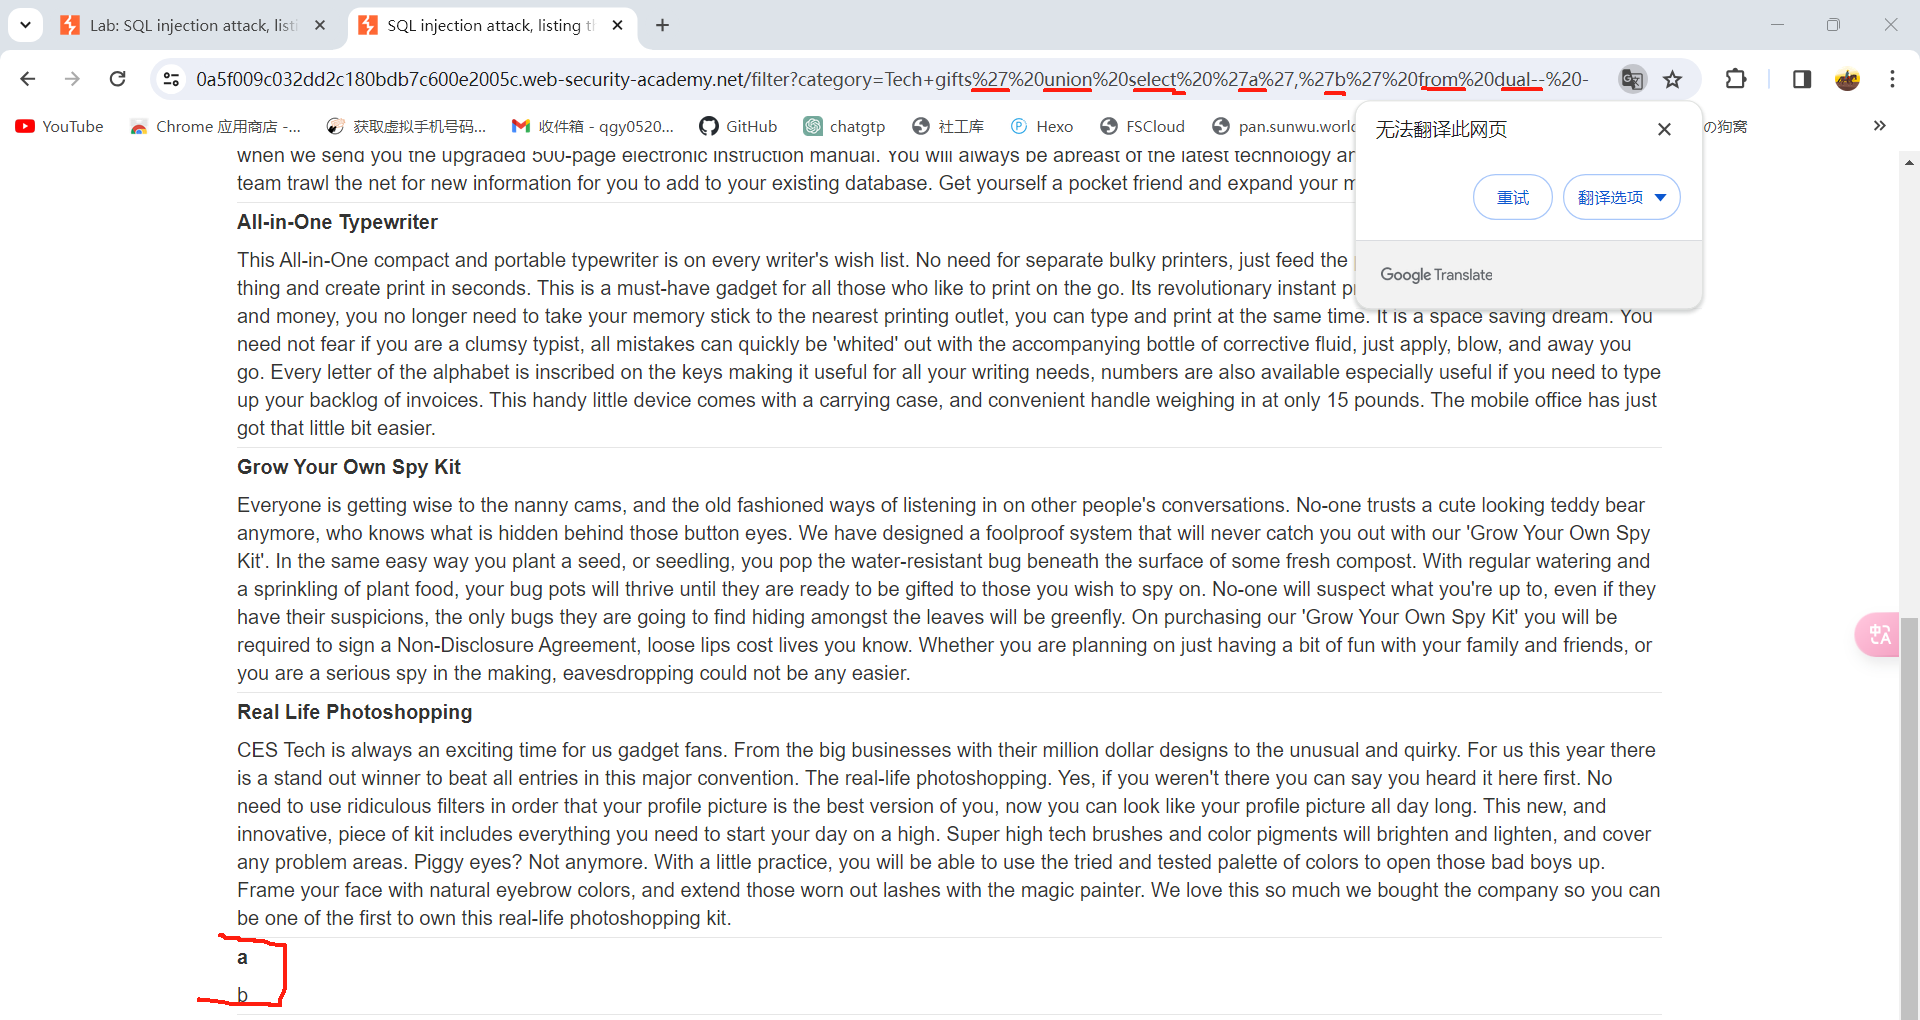 Lab: SQL injection attack, listi
SQL injection attack, listing th
0a5f009c032dd2c180bdb7c600e2005c.web-security-academy.net/filter?category=Tech+gifts%27%20union%20select%20%27a%27,%27b%27%20from%20dual--%20-
YouTube
Chrome 应用商店 -...
获取虚拟手机号码...
收件箱 - qgy0520...
GitHub
chatgtp
社工库
Hexo
FSCloud
pan.sunwu.worl
の狗窝
无法翻译此网页
重试
翻译选项
Google Translate
when we send you the upgraded 500-page electronic instruction manual. You will always be abreast of the latest technology ar
team trawl the net for new information for you to add to your existing database. Get yourself a pocket friend and expand your m
All-in-One Typewriter
This All-in-One compact and portable typewriter is on every writer's wish list. No need for separate bulky printers, just feed the
thing and create print in seconds. This is a must-have gadget for all those who like to print on the go. Its revolutionary instant pr
and money, you no longer need to take your memory stick to the nearest printing outlet, you can type and print at the same time. It is a space saving dream. You
need not fear if you are a clumsy typist, all mistakes can quickly be 'whited' out with the accompanying bottle of corrective fluid, just apply, blow, and away you
go. Every letter of the alphabet is inscribed on the keys making it useful for all your writing needs, numbers are also available especially useful if you need to type
up your backlog of invoices. This handy little device comes with a carrying case, and convenient handle weighing in at only 15 pounds. The mobile office has just
got that little bit easier.
Grow Your Own Spy Kit
Everyone is getting wise to the nanny cams, and the old fashioned ways of listening in on other people's conversations. No-one trusts a cute looking teddy bear
anymore, who knows what is hidden behind those button eyes. We have designed a foolproof system that will never catch you out with our 'Grow Your Own Spy
Kit'. In the same easy way you plant a seed, or seedling, you pop the water-resistant bug beneath the surface of some fresh compost. With regular watering and
a sprinkling of plant food, your bug pots will thrive until they are ready to be gifted to those you wish to spy on. No-one will suspect what you're up to, even if they
have their suspicions, the only bugs they are going to find hiding amongst the leaves will be greenfly. On purchasing our 'Grow Your Own Spy Kit' you will be
required to sign a Non-Disclosure Agreement, loose lips cost lives you know. Whether you are planning on just having a bit of fun with your family and friends, or
you are a serious spy in the making, eavesdropping could not be any easier.
Real Life Photoshopping
CES Tech is always an exciting time for us gadget fans. From the big businesses with their million dollar designs to the unusual and quirky. For us this year there
is a stand out winner to beat all entries in this major convention. The real-life photoshopping. Yes, if you weren't there you can say you heard it here first. No
need to use ridiculous filters in order that your profile picture is the best version of you, now you can look like your profile picture all day long. This new, and
innovative, piece of kit includes everything you need to start your day on a high. Super high tech brushes and color pigments will brighten and lighten, and cover
any problem areas. Piggy eyes? Not anymore. With a little practice, you will be able to use the tried and tested palette of colors to open those bad boys up.
Frame your face with natural eyebrow colors, and extend those worn out lashes with the magic painter. We love this so much we bought the company so you can
be one of the first to own this real-life photoshopping kit.
a
b